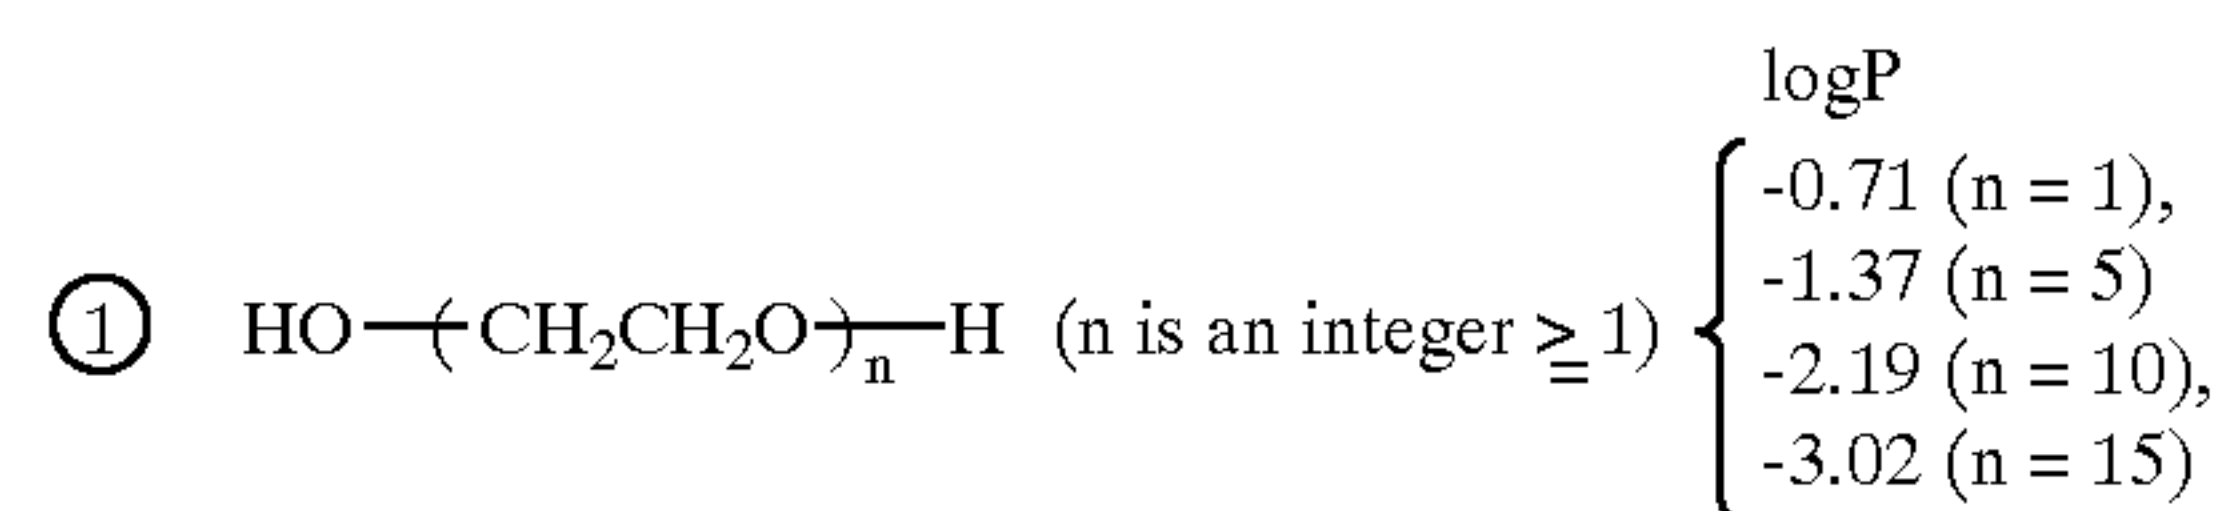 logP
-0.71 (n = 1),
-1.37 (n = 5)
① HO—(CH₂CH₂O)ₙ—H (n is an integer ≧ 1)
-2.19 (n = 10),
-3.02 (n = 15)